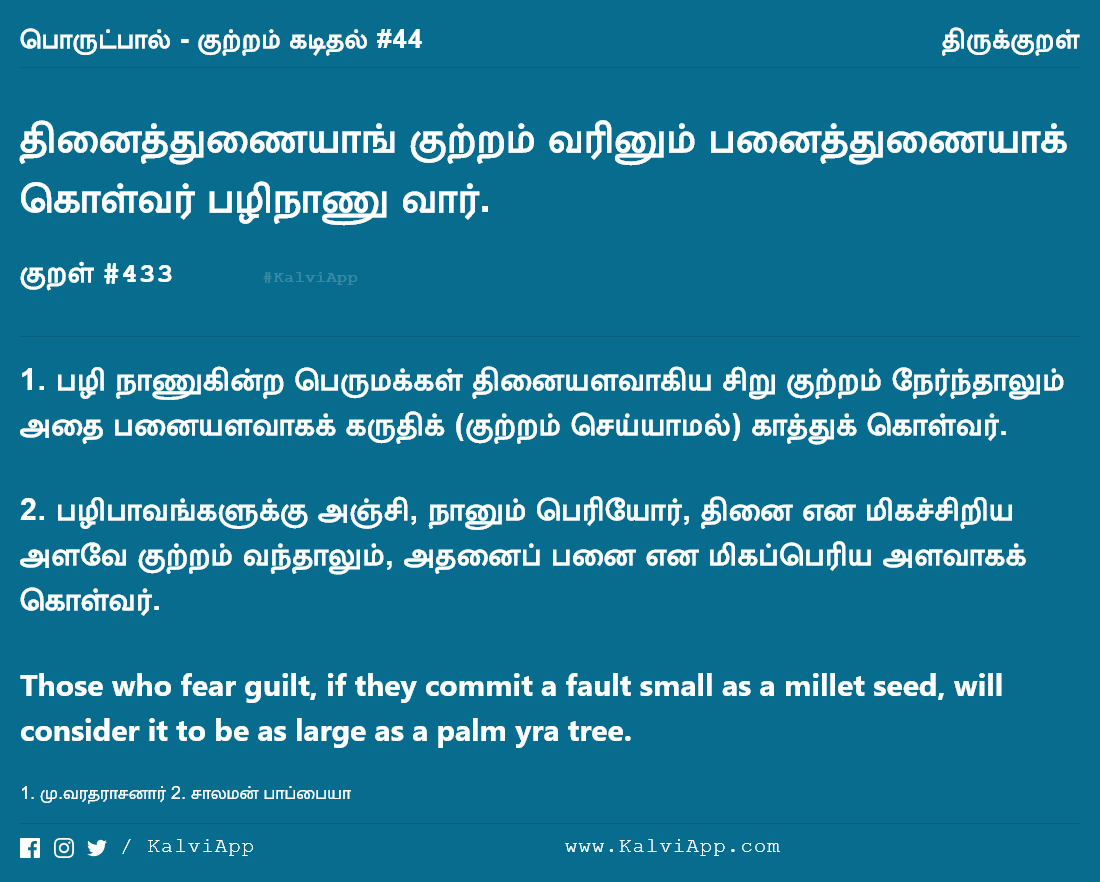 பொருட்பால் - குற்றம் கடிதல் #44 திருக்குறள்
தினைத்துணையாங் குற்றம் வரினும் பனைத்துணையாக்
கொள்வர் பழிநாணு வார்.
குறள் #433 #KalviApp
1. பழி நாணுகின்ற பெருமக்கள் தினையளவாகிய சிறு குற்றம் நேர்ந்தாலும்
அதை பனையளவாகக் கருதிக் (குற்றம் செய்யாமல்) காத்துக் கொள்வர்.
2. பழிபாவங்களுக்கு அஞ்சி, நானும் பெரியோர், தினை என மிகச்சிறிய
அளவே குற்றம் வந்தாலும், அதனைப் பனை என மிகப்பெரிய அளவாகக்
கொள்வர்.
Those who fear guilt, if they commit a fault small as a millet seed, will
consider it to be as large as a palm yra tree.
1. மு.வரதராசனார் 2. சாலமன் பாப்பையா
/ KalviApp www.KalviApp.com